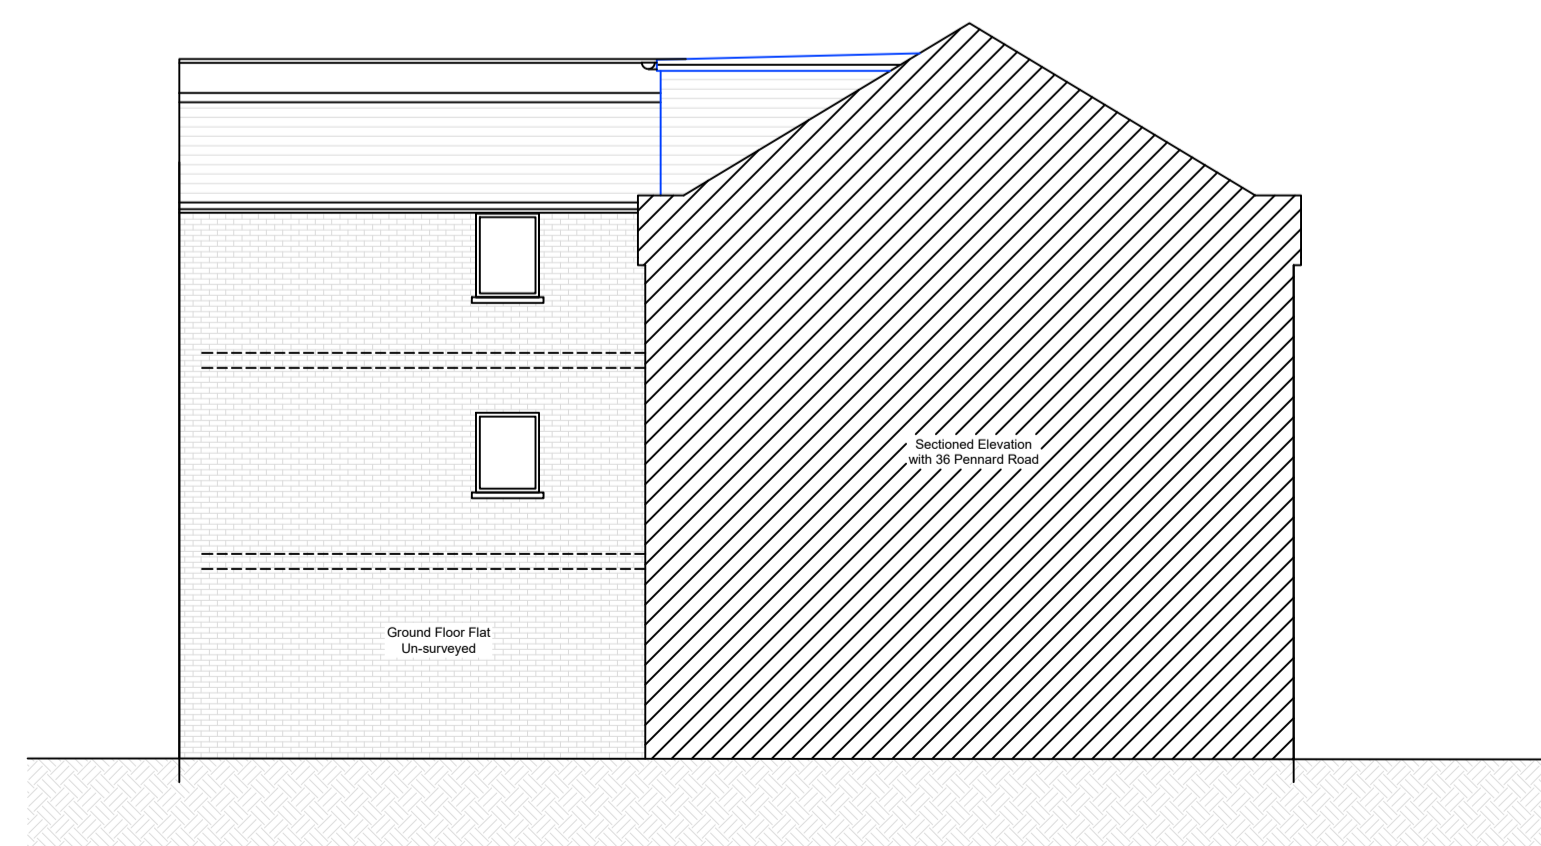 Sectioned Elevation
with 36 Pennard Road
Ground Floor Flat
Un-surveyed